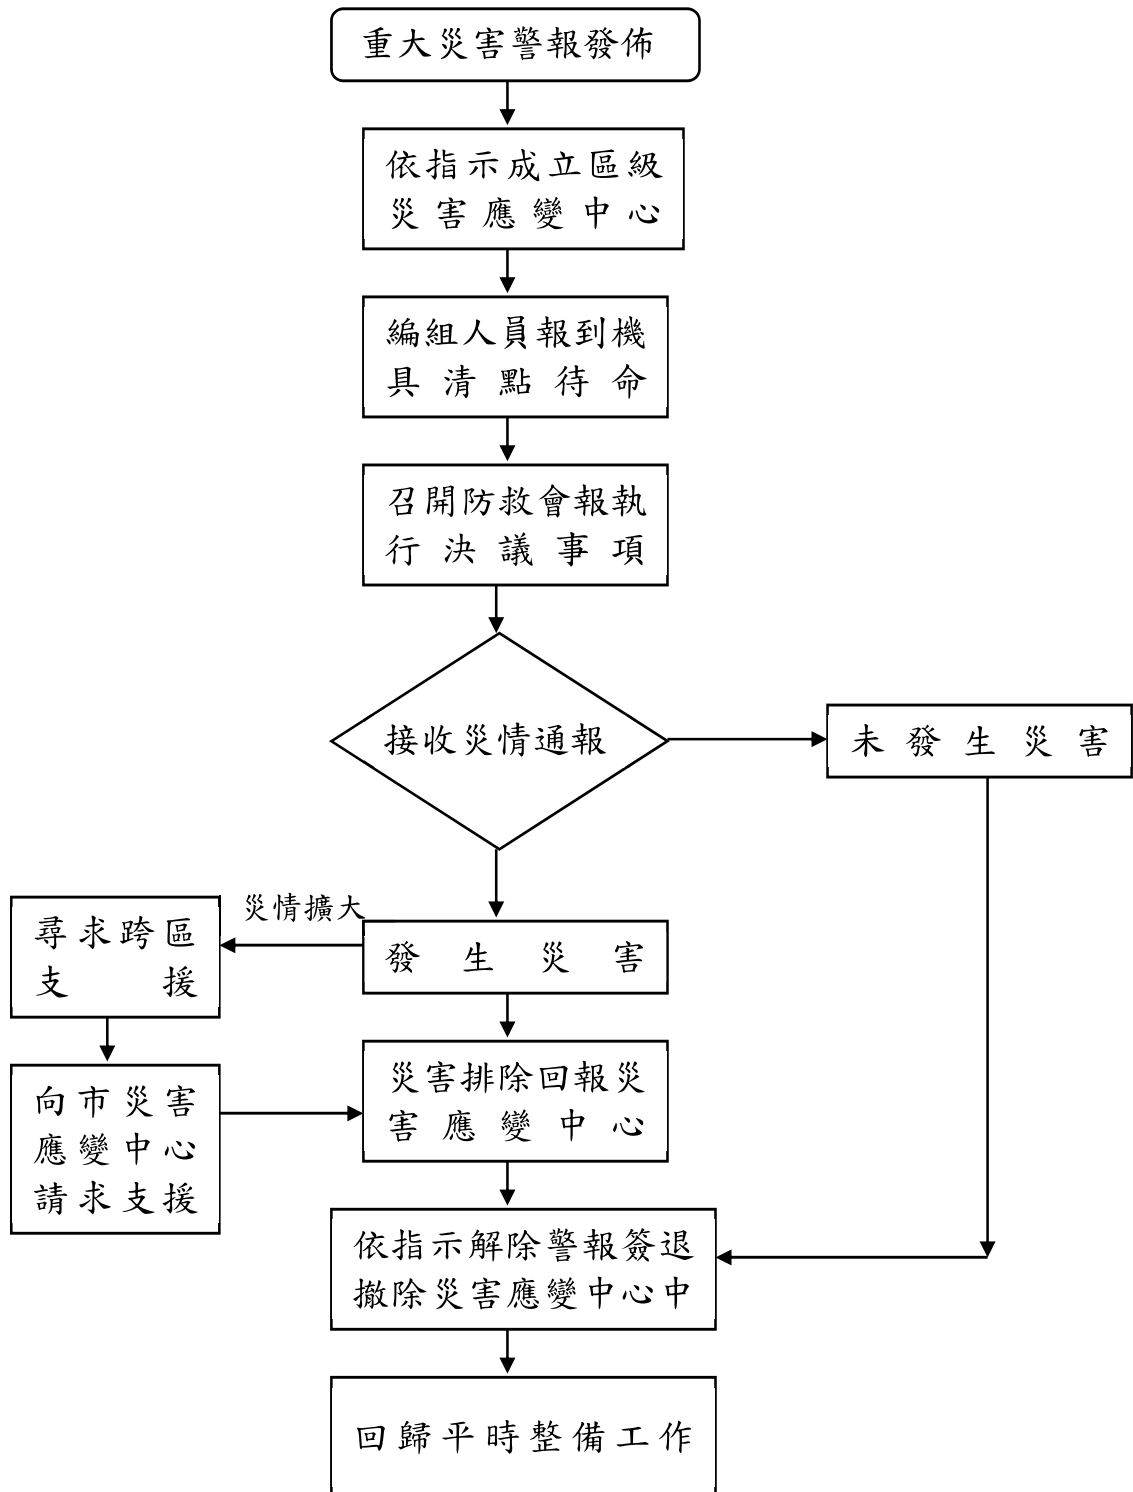 重大災害警報發佈
依指示成立區級
災害應變中心
編組人員報到機
具清點待命
召開防救會報執
行決議事項
接收災情通報
未發生災害
災情擴大
發生災害
尋求跨區
支援
向市災害
應變中心
請求支援
災害排除回報災
害應變中心
依指示解除警報簽退
撤除災害應變中心中
回歸平時整備工作